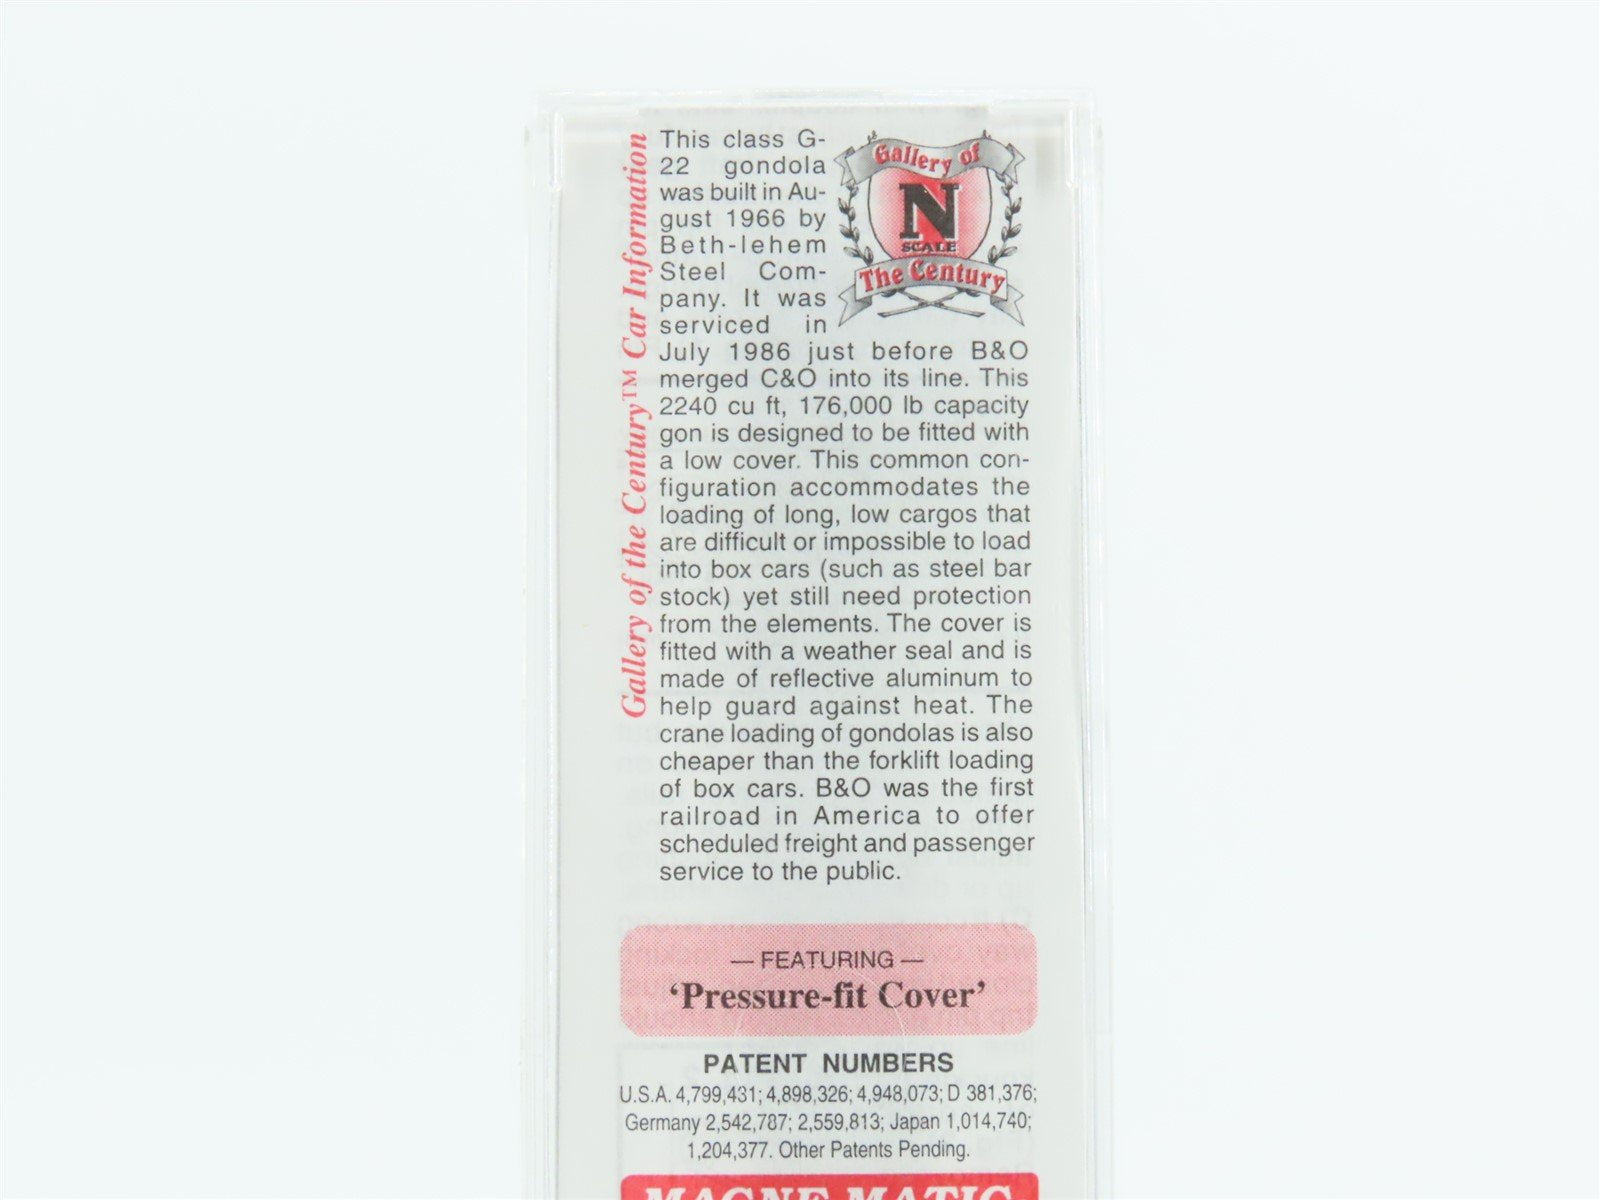 Gallery of the Century™ Car Information
This class G-
22 gondola
was built in Au-
gust 1966 by
Beth-lehem
Steel Com-
pany. It was
serviced in
July 1986 just before B&O
merged C&O into its line. This
2240 cu ft, 176,000 lb capacity
gon is designed to be fitted with
a low cover. This common con-
figuration accommodates the
loading of long, low cargos that
are difficult or impossible to load
into box cars (such as steel bar
stock) yet still need protection
from the elements. The cover is
fitted with a weather seal and is
made of reflective aluminum to
help guard against heat. The
crane loading of gondolas is also
cheaper than the forklift loading
of box cars. B&O was the first
railroad in America to offer
scheduled freight and passenger
service to the public.
Gallery of
N
SCALE
The Century
— FEATURING —
‘Pressure-fit Cover’
PATENT NUMBERS
U.S.A. 4,799,431; 4,898,326; 4,948,073; D 381,376;
Germany 2,542,787; 2,559,813; Japan 1,014,740;
1,204,377. Other Patents Pending.
MAGNE-MATIC